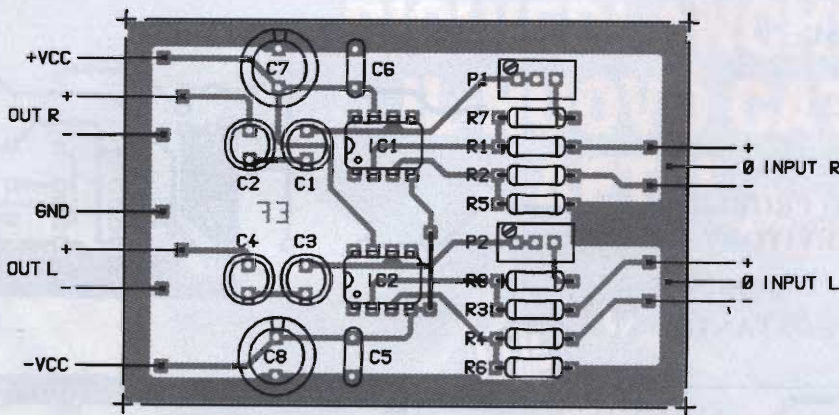 +VCC
C7
C6
P1
+
OUT R
-
R7
C2
C1
IC1
R1
R2
R5
+
Ø INPUT R
-
GND
EF
+
OUT L
-
C4
C3
IC2
P2
R8
R3
R4
R6
+
Ø INPUT L
-
-VCC
C8
C5